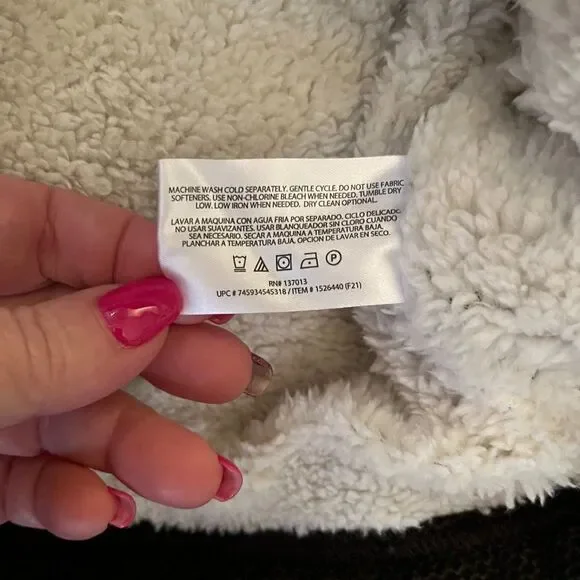 MACHINE WASH COLD SEPARATELY. GENTLE CYCLE. DO NOT USE FABRIC
SOFTENERS. USE NON-CHLORINE BLEACH WHEN NEEDED. TUMBLE DRY
LOW. LOW IRON WHEN NEEDED. DRY CLEAN OPTIONAL.
LAVAR A MAQUINA CON AGUA FRIA POR SEPARADO. CICLO DELICADO.
NO USAR SUAVIZANTES. USAR BLANQUEADOR SIN CLORO CUANDO
SEA NECESARIO. SECAR A MAQUINA A TEMPERATURA BAJA.
PLANCHAR A TEMPERATURA BAJA. OPCION DE LAVAR EN SECO.
P
RN# 137013
UPC # 745934545318 / ITEM # 1526440 (F21)